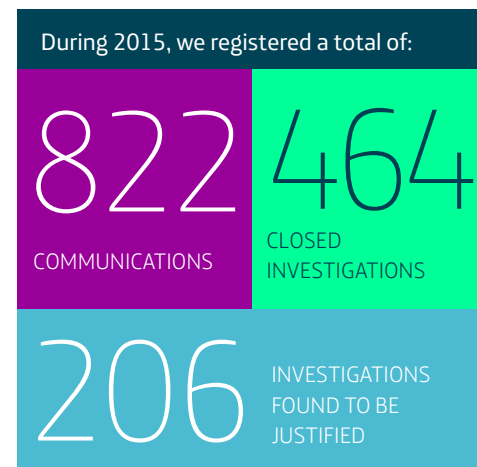 During 2015, we registered a total of:
822
COMMUNICATIONS
464
CLOSED
INVESTIGATIONS
206
INVESTIGATIONS
FOUND TO BE
JUSTIFIED